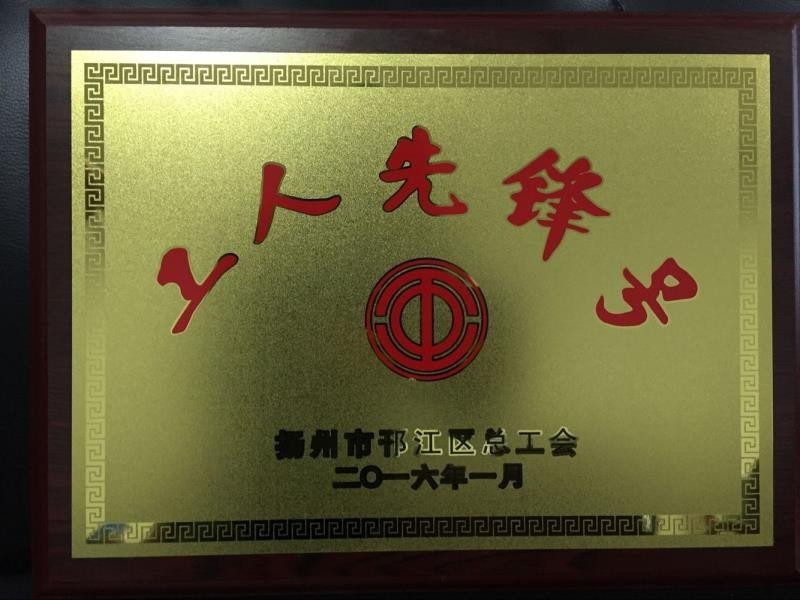 工人先锋号
扬州市邗江区总工会
二〇一六年一月